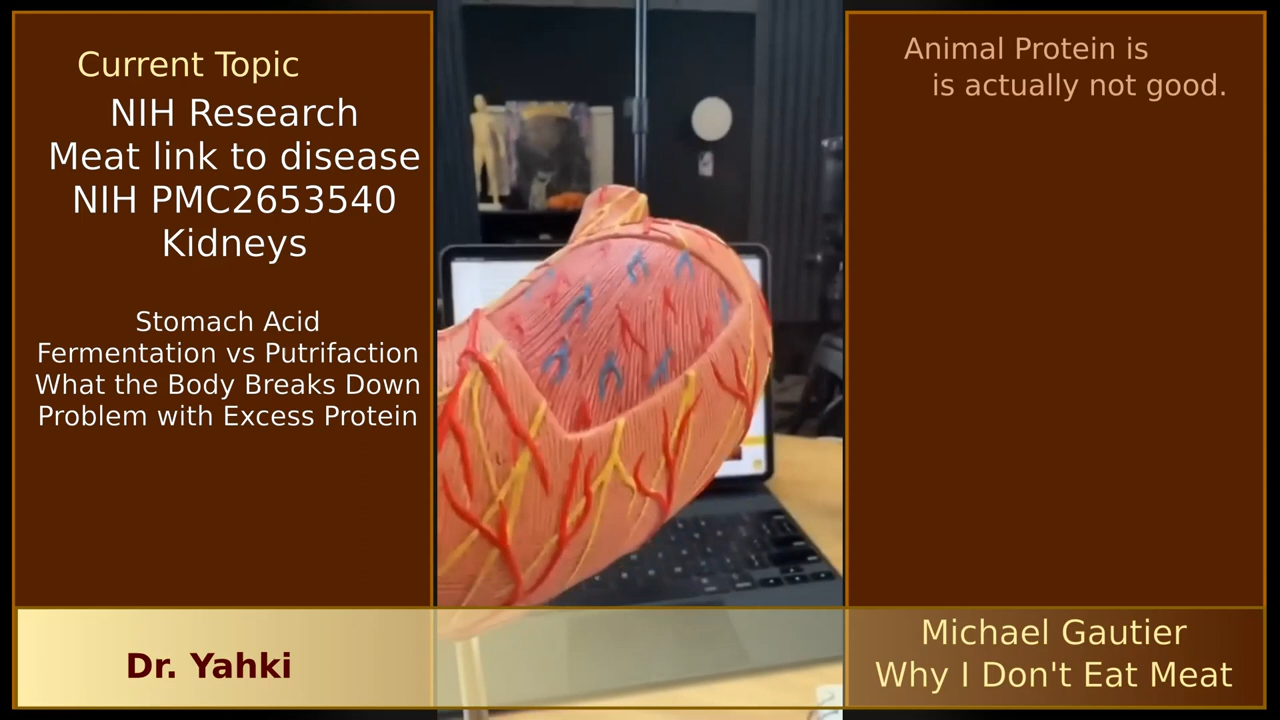 Current Topic
NIH Research
Meat link to disease
NIH PMC2653540
Kidneys
Stomach Acid
Fermentation vs Putrifaction
What the Body Breaks Down
Problem with Excess Protein
Dr. Yahki
Animal Protein is
is actually not good.
Michael Gautier
Why I Don't Eat Meat